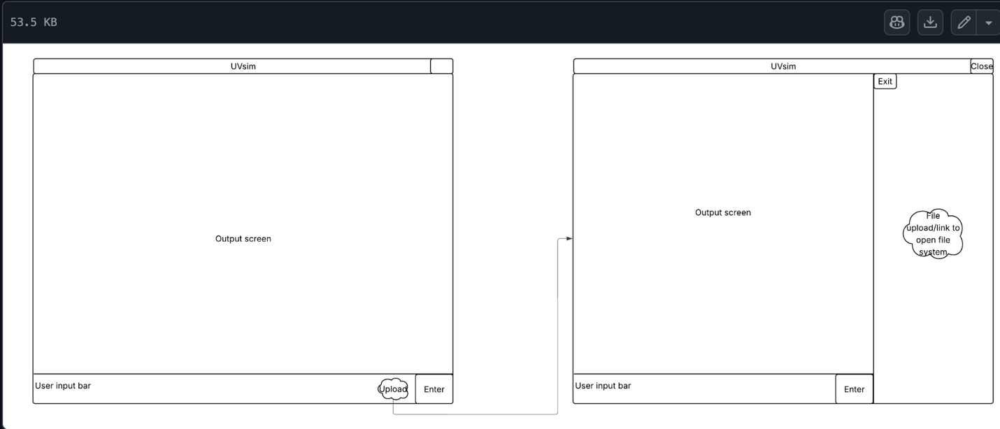 53.5 KB
UVsim
Output screen
User input bar
Upload
Enter
UVsim
Close
Exit
Output screen
File
upload/link to
open file
system
User input bar
Enter